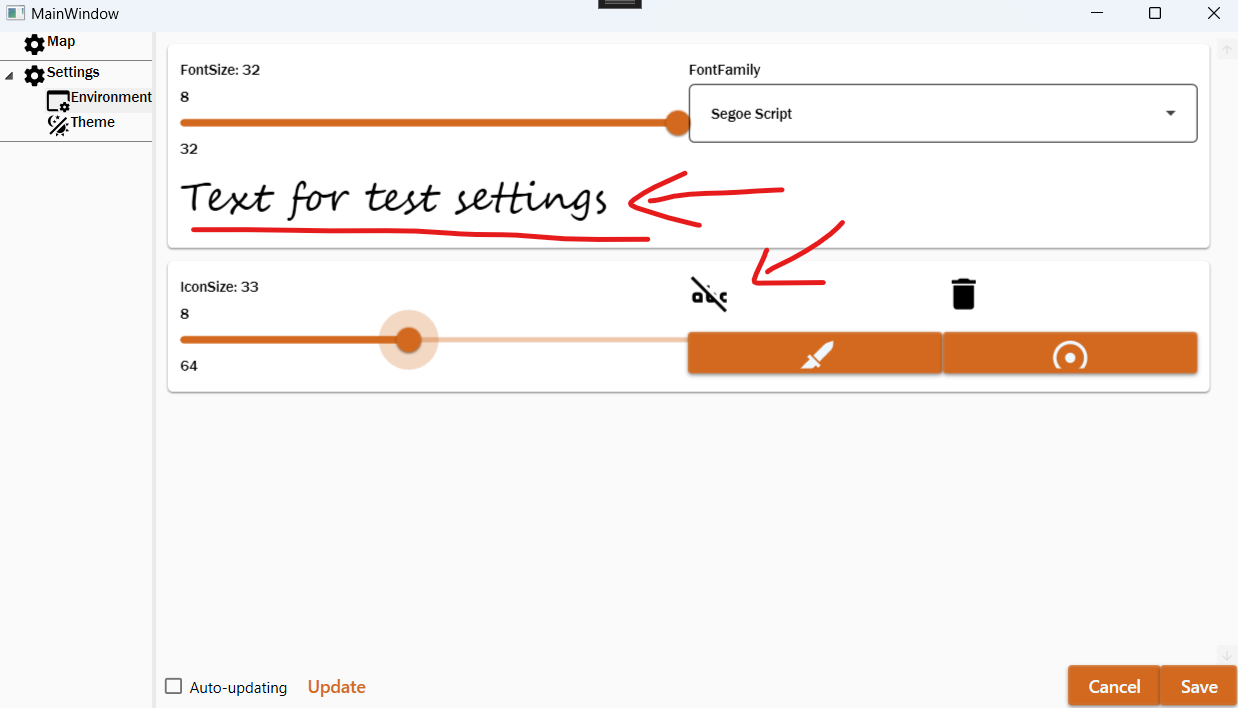 MainWindow
Map
Settings
Environment
Theme
FontSize: 32
8
32
Text for test settings
FontFamily
Segoe Script
IconSize: 33
8
64
abc
Auto-updating
Update
Cancel
Save